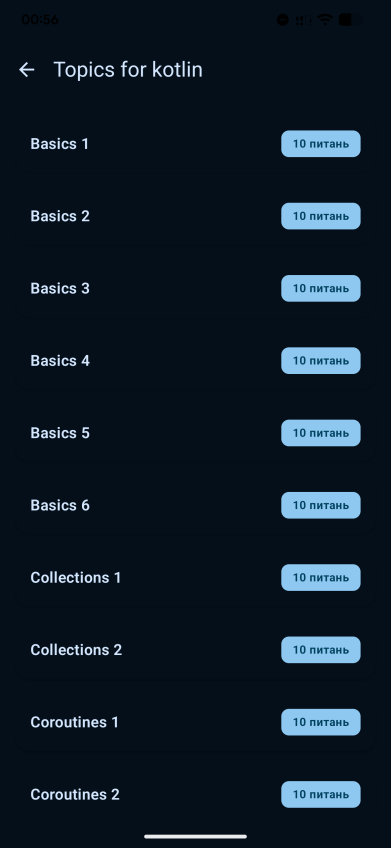 00:56
Topics for kotlin
Basics 1 10 питань
Basics 2 10 питань
Basics 3 10 питань
Basics 4 10 питань
Basics 5 10 питань
Basics 6 10 питань
Collections 1 10 питань
Collections 2 10 питань
Coroutines 1 10 питань
Coroutines 2 10 питань